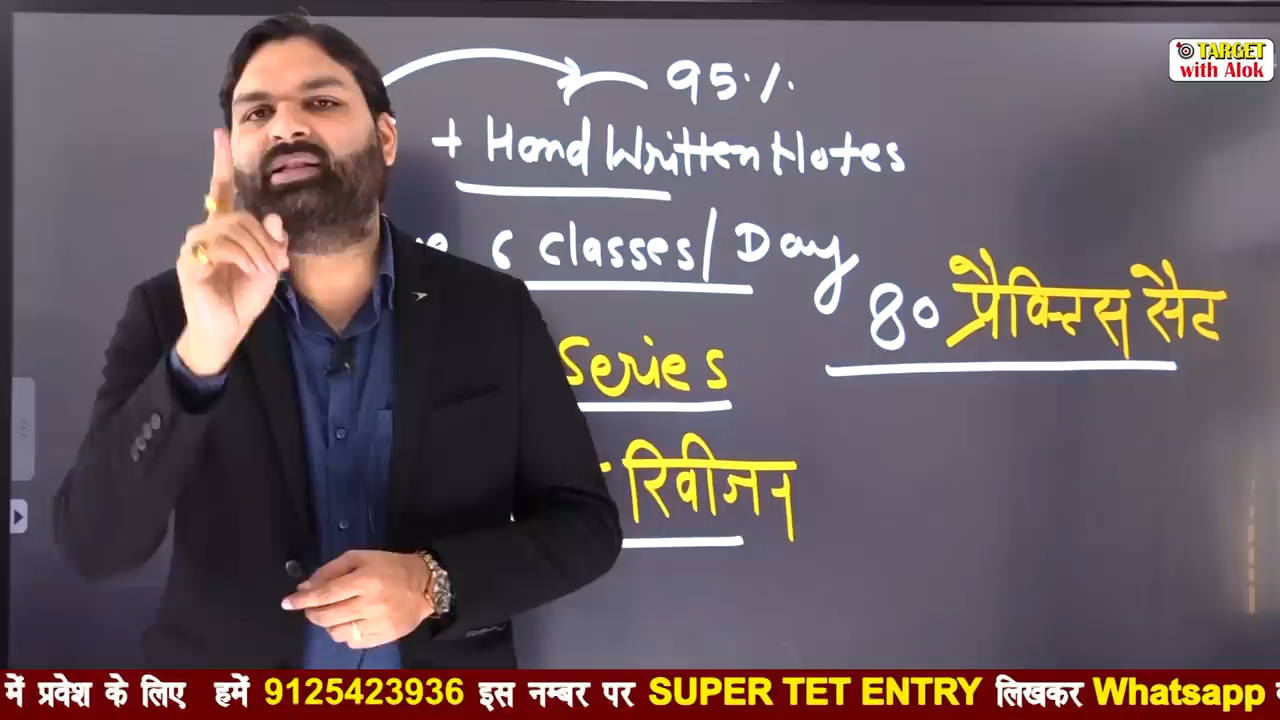 TARGET
with Alok
95%
+ Hand Written Notes
6 classes/Day
80 प्रैक्टिस सैट
Series
रिवीजन
में प्रवेश के लिए हमें 9125423936 इस नम्बर पर SUPER TET ENTRY लिखकर Whatsapp